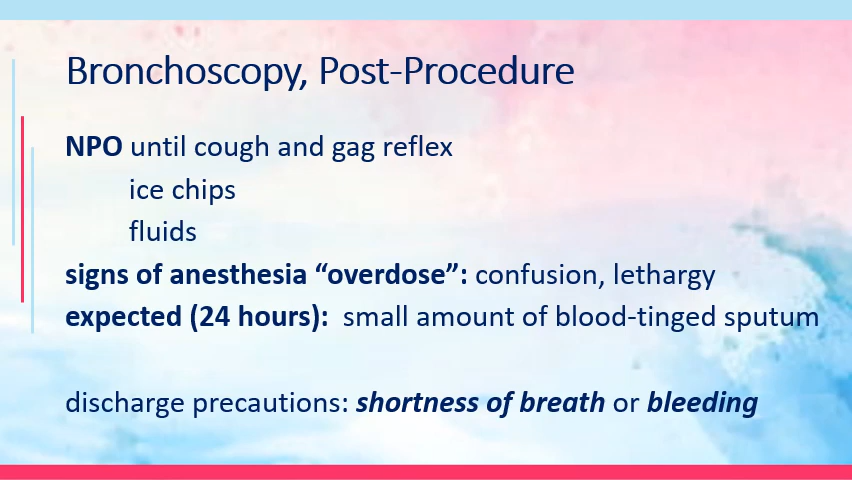 Bronchoscopy, Post-Procedure
NPO until cough and gag reflex
ice chips
fluids
signs of anesthesia “overdose”: confusion, lethargy
expected (24 hours):  small amount of blood-tinged sputum
discharge precautions: shortness of breath or bleeding